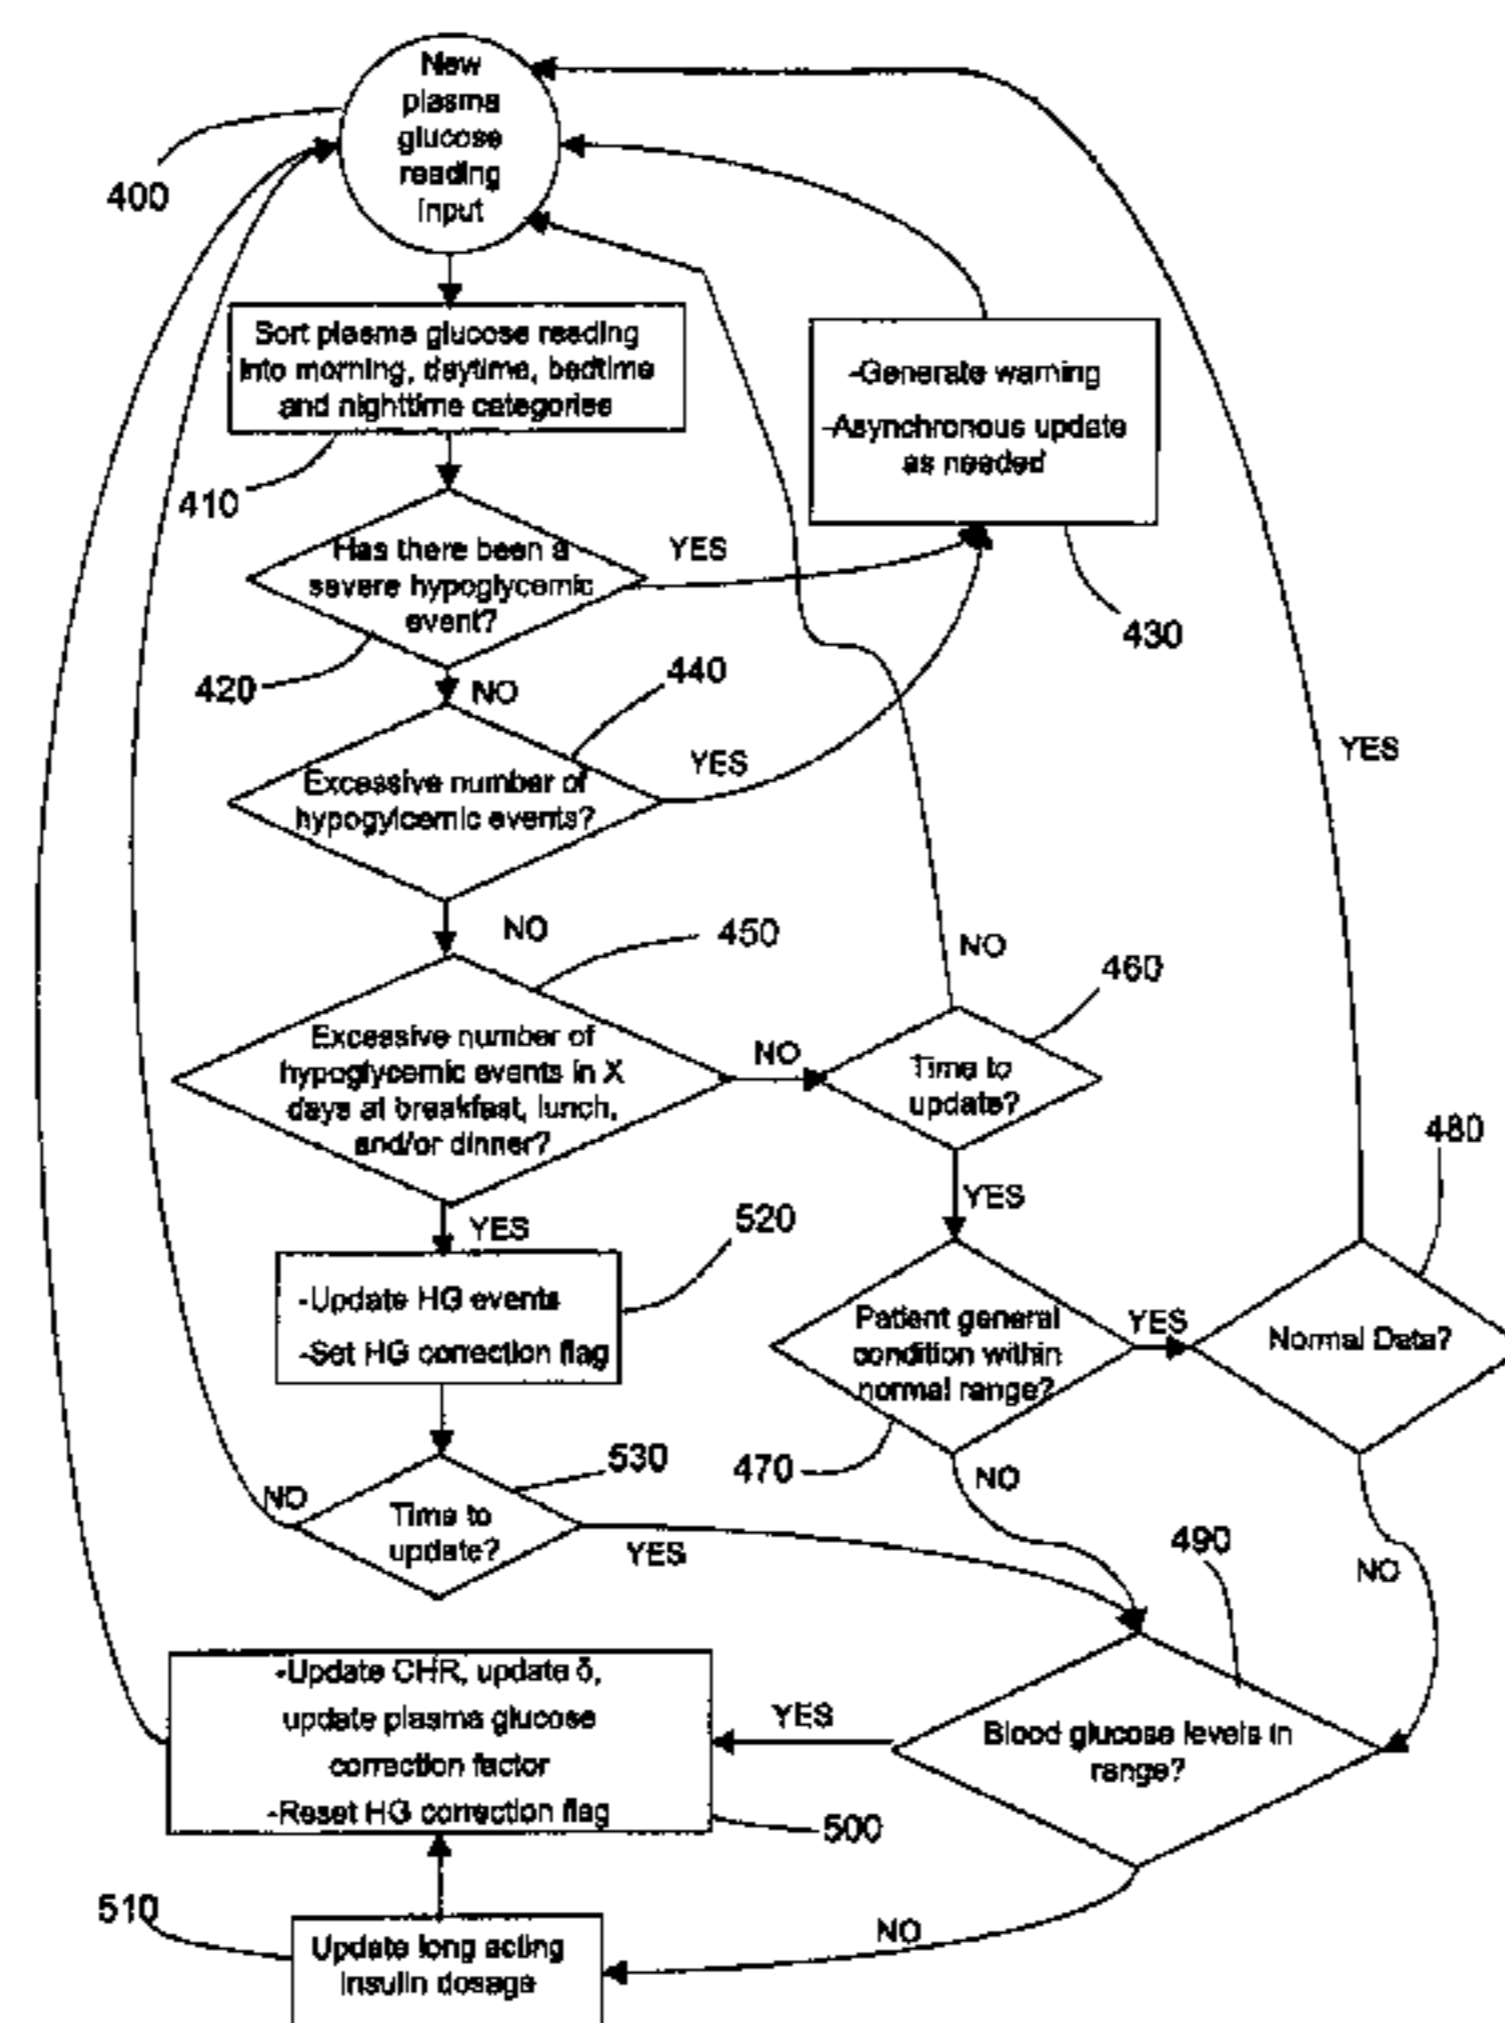 New
plasma
glucose
reading
input
400
Sort plasma glucose reading
into morning, daytime, bedtime
and nighttime categories
-Generate warning
-Asynchronous update
as needed
410
Has there been a
severe hypoglycemic
event?
YES
430
420
NO
440
Excessive number of
hypogylcemic events?
YES
YES
NO
450
NO
460
Excessive number of
hypoglycemic events in X
days at breakfast, lunch,
and/or dinner?
NO
Time to
update?
480
YES
YES
520
-Update HG events
-Set HG correction flag
Patient general
condition within
normal range?
YES
Normal Data?
530
470
NO
NO
Time to
update?
YES
490
NO
-Update CHR, update δ,
update plasma glucose
correction factor
-Reset HG correction flag
YES
Blood glucose levels in
range?
500
510
NO
Update long acting
insulin dosage